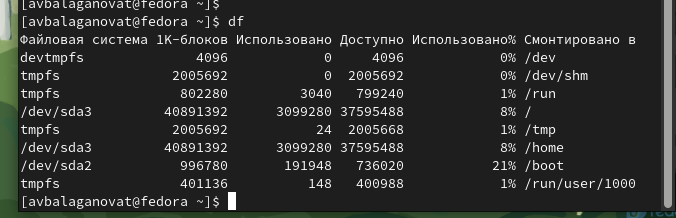 [avbalaganovat@fedora ~]$
[avbalaganovat@fedora ~]$ df
Файловая система 1K-блоков Использовано Доступно Использовано% Смонтировано в
devtmpfs 4096 0 4096 0% /dev
tmpfs 2005692 0 2005692 0% /dev/shm
tmpfs 802280 3040 799240 1% /run
/dev/sda3 40891392 3099280 37595488 8% /
tmpfs 2005692 24 2005668 1% /tmp
/dev/sda3 40891392 3099280 37595488 8% /home
/dev/sda2 996780 191948 736020 21% /boot
tmpfs 401136 148 400988 1% /run/user/1000
[avbalaganovat@fedora ~]$